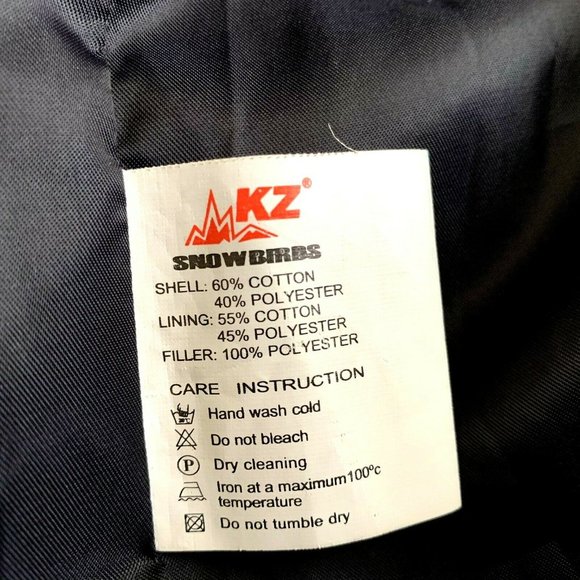 KZ®
SNOWBIRDS
SHELL: 60% COTTON
40% POLYESTER
LINING: 55% COTTON
45% POLYESTER
FILLER: 100% POLYESTER
CARE INSTRUCTION
Hand wash cold
Do not bleach
P Dry cleaning
Iron at a maximum100°c
temperature
Do not tumble dry